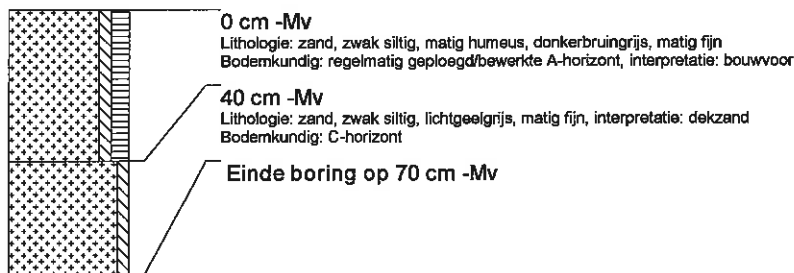 0 cm -Mv
Lithologie: zand, zwak siltig, matig humeus, donkerbruingrijs, matig fijn
Bodemkundig: regelmatig geploegd/bewerkte A-horizont, interpretatie: bouwvoor
40 cm -Mv
Lithologie: zand, zwak siltig, lichtgeelgrijs, matig fijn, interpretatie: dekzand
Bodemkundig: C-horizont
Einde boring op 70 cm -Mv